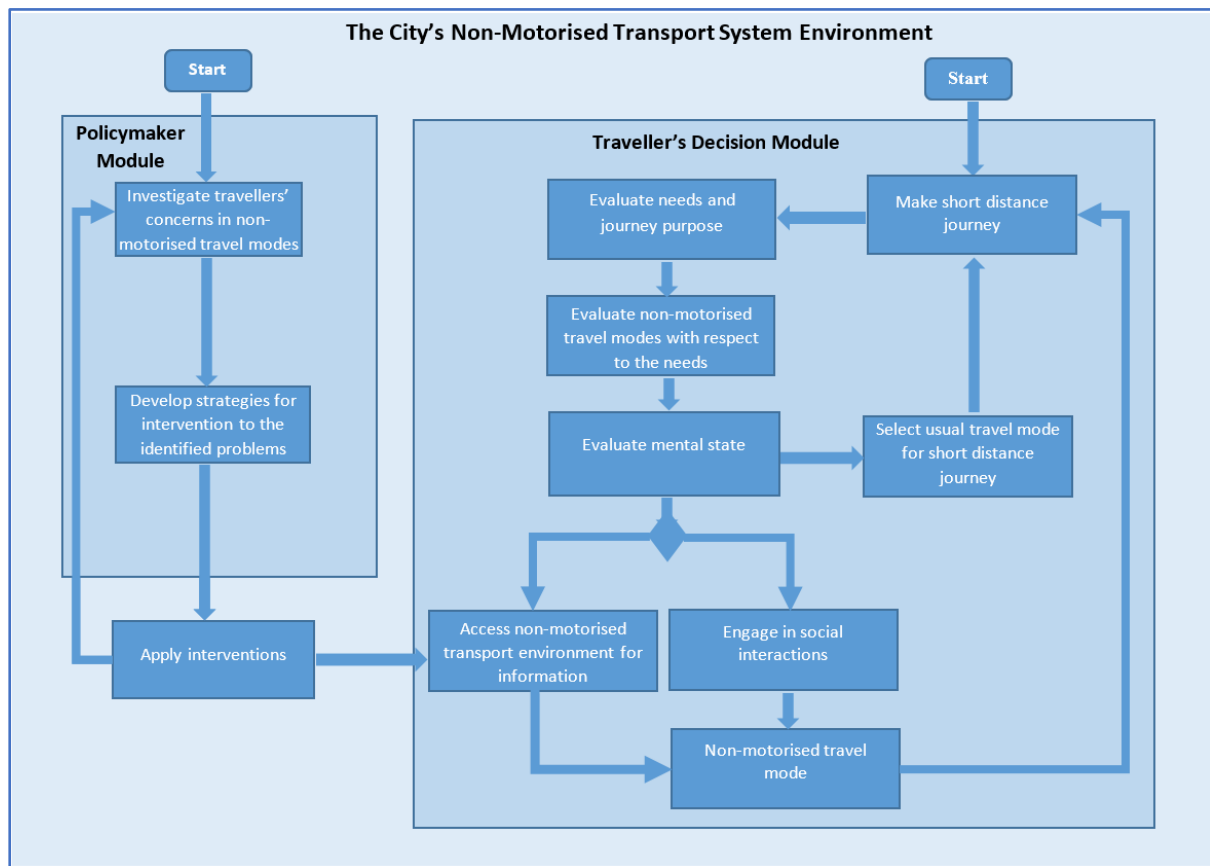 The City’s Non-Motorised Transport System Environment
Start
Policymaker
Module
Investigate travellers’
concerns in non-
motorised travel modes
Develop strategies for
intervention to the
identified problems
Apply interventions
Start
Traveller’s Decision Module
Make short distance
journey
Evaluate needs and
journey purpose
Evaluate non-motorised
travel modes with respect
to the needs
Evaluate mental state
Select usual travel mode
for short distance
journey
Access non-motorised
transport environment for
information
Engage in social
interactions
Non-motorised travel
mode